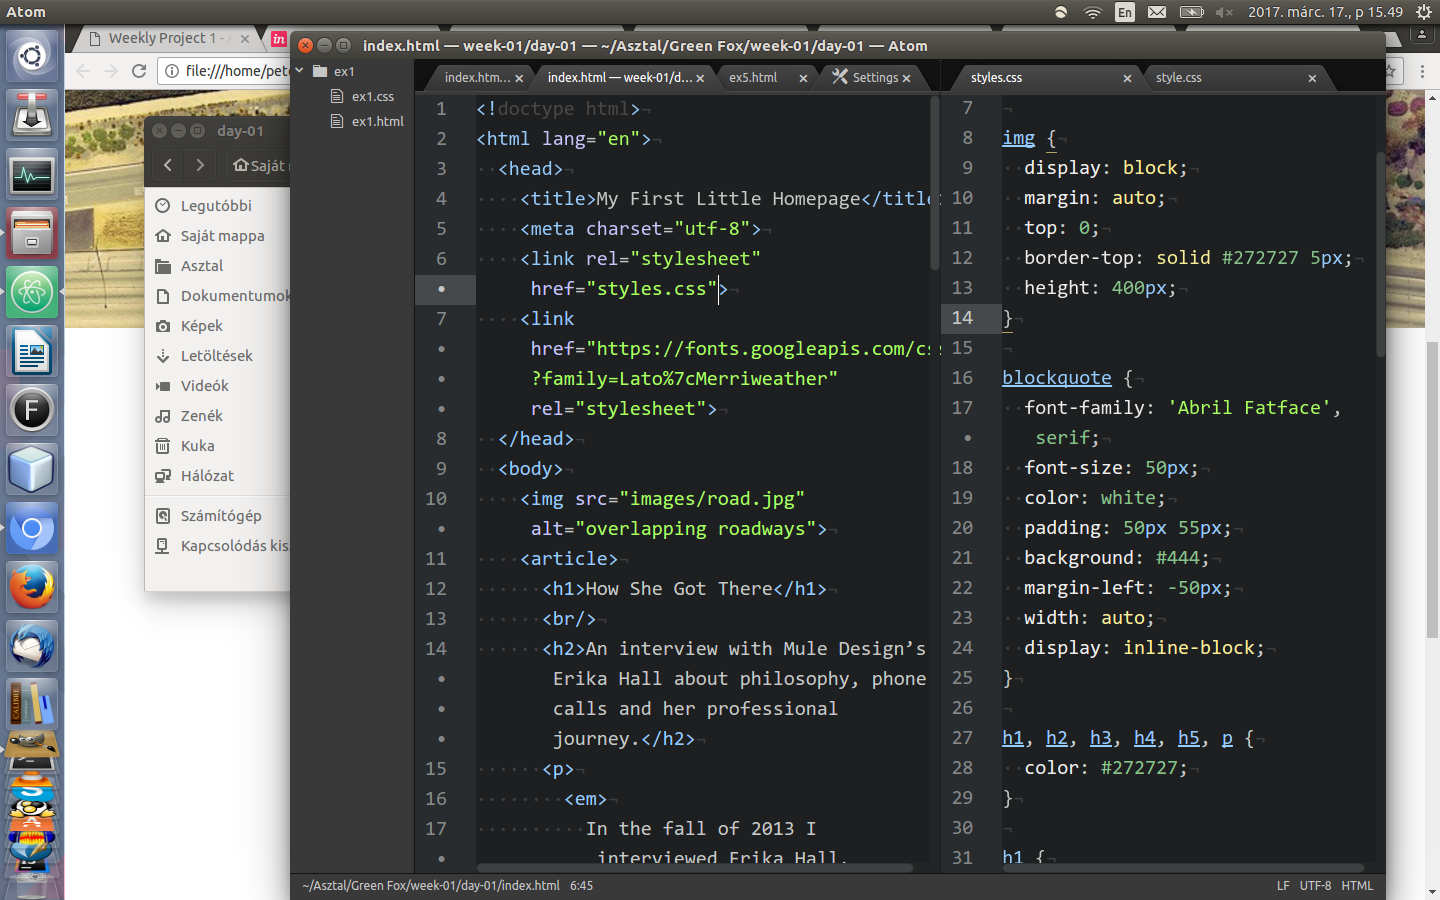 Atom
En
2017. márc. 17., p 15.49
Weekly Project 1 -
in
file:///home/pet
day-01
Saját
Legutóbbi
Saját mappa
Asztal
Dokumentumok
Képek
Letöltések
Videók
Zenék
Kuka
Hálózat
Számítógép
Kapcsolódás kis
index.html — week-01/day-01 — ~/Asztal/Green Fox/week-01/day-01 — Atom
ex1
ex1.css
ex1.html
index.htm...
index.html — week-01/d...
ex5.html
Settings
styles.css
style.css
1 <!doctype html>
2 <html lang="en">
3 <head>
4 <title>My First Little Homepage</title
5 <meta charset="utf-8">
6 <link rel="stylesheet"
href="styles.css">
7 <link
href="https://fonts.googleapis.com/css
?family=Lato%7cMerriweather"
rel="stylesheet">
8 </head>
9 <body>
10 <img src="images/road.jpg"
alt="overlapping roadways">
11 <article>
12 <h1>How She Got There</h1>
13 <br/>
14 <h2>An interview with Mule Design’s
Erika Hall about philosophy, phone
calls and her professional
journey.</h2>
15 <p>
16 <em>
17 In the fall of 2013 I
interviewed Erika Hall,
7
8 img {
9 display: block;
10 margin: auto;
11 top: 0;
12 border-top: solid #272727 5px;
13 height: 400px;
14 }
15
16 blockquote {
17 font-family: 'Abril Fatface',
serif;
18 font-size: 50px;
19 color: white;
20 padding: 50px 55px;
21 background: #444;
22 margin-left: -50px;
23 width: auto;
24 display: inline-block;
25 }
26
27 h1, h2, h3, h4, h5, p {
28 color: #272727;
29 }
30
31 h1 {
~/Asztal/Green Fox/week-01/day-01/index.html 6:45
LF UTF-8 HTML
CALIBRE